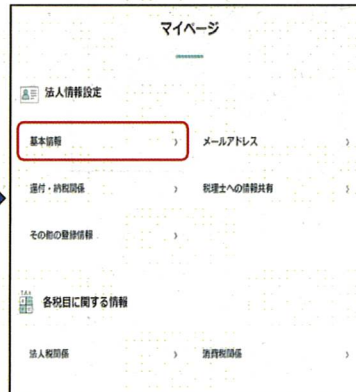 マイページ
法人情報設定
基本情報
メールアドレス
還付・納税関係
税理士への情報共有
その他の登録情報
各税目に関する情報
法人税関係
消費税関係